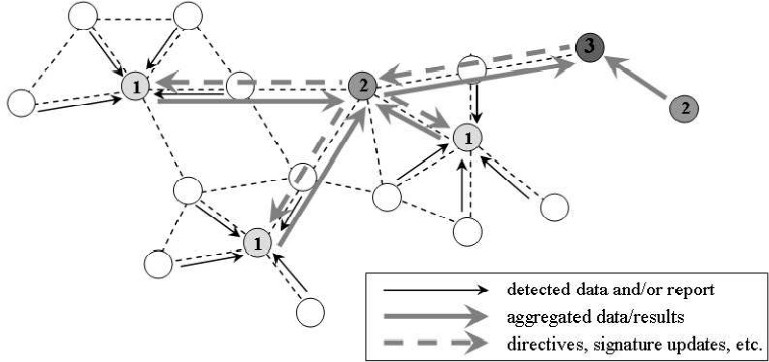 3
1
2
2
1
1
detected data and/or report
aggregated data/results
directives, signature updates, etc.